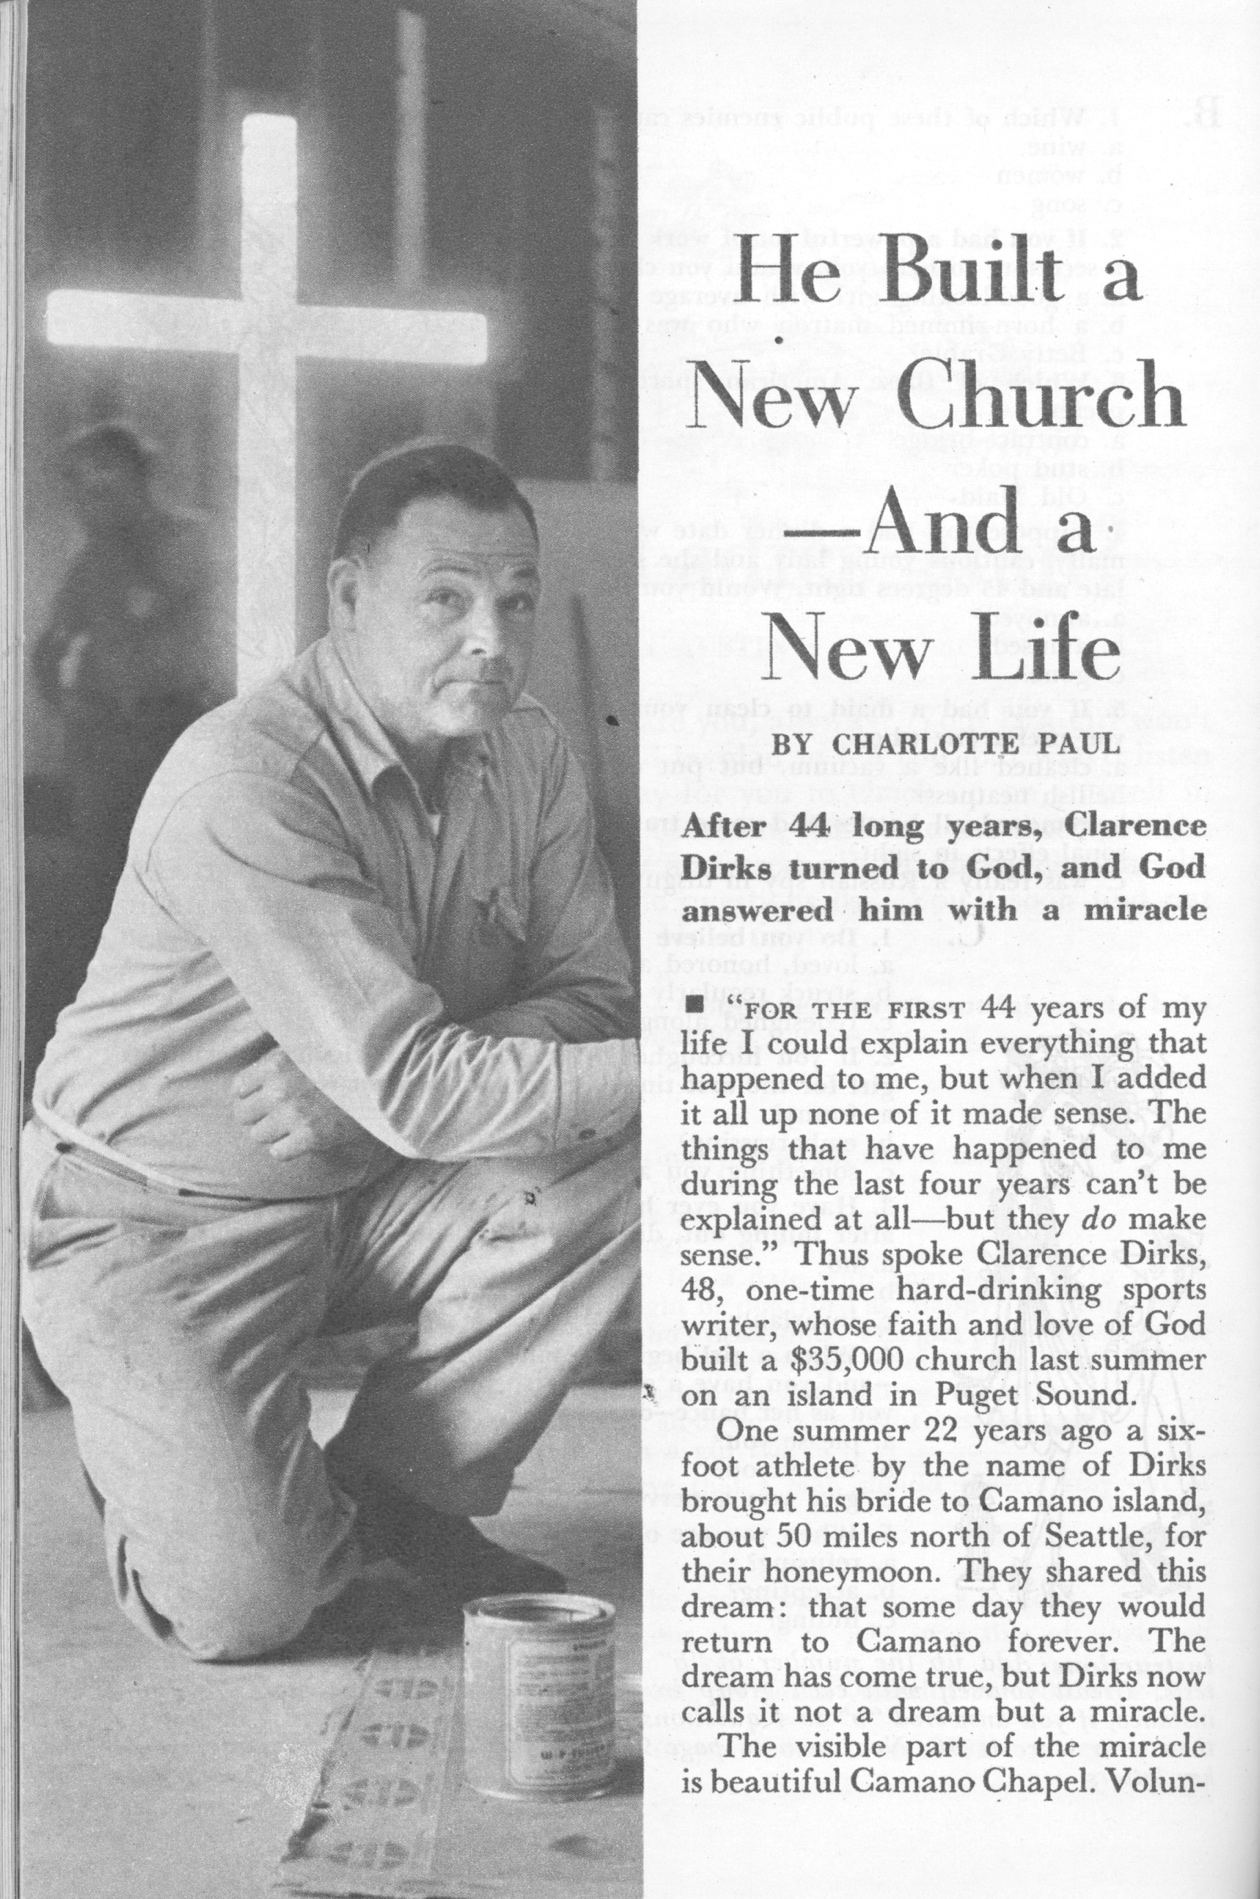 He Built a
New Church
—And a
New Life
BY CHARLOTTE PAUL
After 44 long years, Clarence
Dirks turned to God, and God
answered him with a miracle
■ “FOR THE FIRST 44 years of my
life I could explain everything that
happened to me, but when I added
it all up none of it made sense. The
things that have happened to me
during the last four years can’t be
explained at all—but they do make
sense.” Thus spoke Clarence Dirks,
48, one-time hard-drinking sports
writer, whose faith and love of God
built a $35,000 church last summer
on an island in Puget Sound.
One summer 22 years ago a six-
foot athlete by the name of Dirks
brought his bride to Camano island,
about 50 miles north of Seattle, for
their honeymoon. They shared this
dream: that some day they would
return to Camano forever. The
dream has come true, but Dirks now
calls it not a dream but a miracle.
The visible part of the miracle
is beautiful Camano Chapel. Volun-